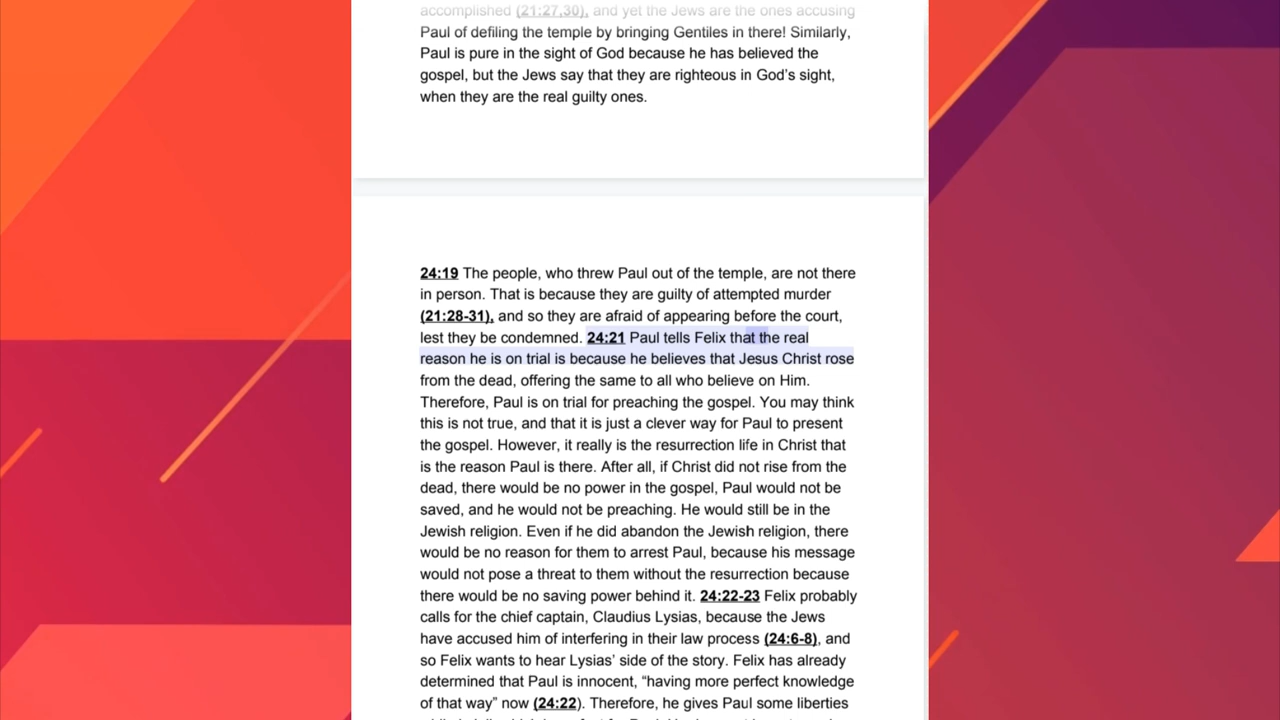 accomplished (21:27,30), and yet the Jews are the ones accusing
Paul of defiling the temple by bringing Gentiles in there! Similarly,
Paul is pure in the sight of God because he has believed the
gospel, but the Jews say that they are righteous in God's sight,
when they are the real guilty ones.
24:19 The people, who threw Paul out of the temple, are not there
in person. That is because they are guilty of attempted murder
(21:28-31), and so they are afraid of appearing before the court,
lest they be condemned. 24:21 Paul tells Felix that the real
reason he is on trial is because he believes that Jesus Christ rose
from the dead, offering the same to all who believe on Him.
Therefore, Paul is on trial for preaching the gospel. You may think
this is not true, and that it is just a clever way for Paul to present
the gospel. However, it really is the resurrection life in Christ that
is the reason Paul is there. After all, if Christ did not rise from the
dead, there would be no power in the gospel, Paul would not be
saved, and he would not be preaching. He would still be in the
Jewish religion. Even if he did abandon the Jewish religion, there
would be no reason for them to arrest Paul, because his message
would not pose a threat to them without the resurrection because
there would be no saving power behind it. 24:22-23 Felix probably
calls for the chief captain, Claudius Lysias, because the Jews
have accused him of interfering in their law process (24:6-8), and
so Felix wants to hear Lysias' side of the story. Felix has already
determined that Paul is innocent, "having more perfect knowledge
of that way" now (24:22). Therefore, he gives Paul some liberties